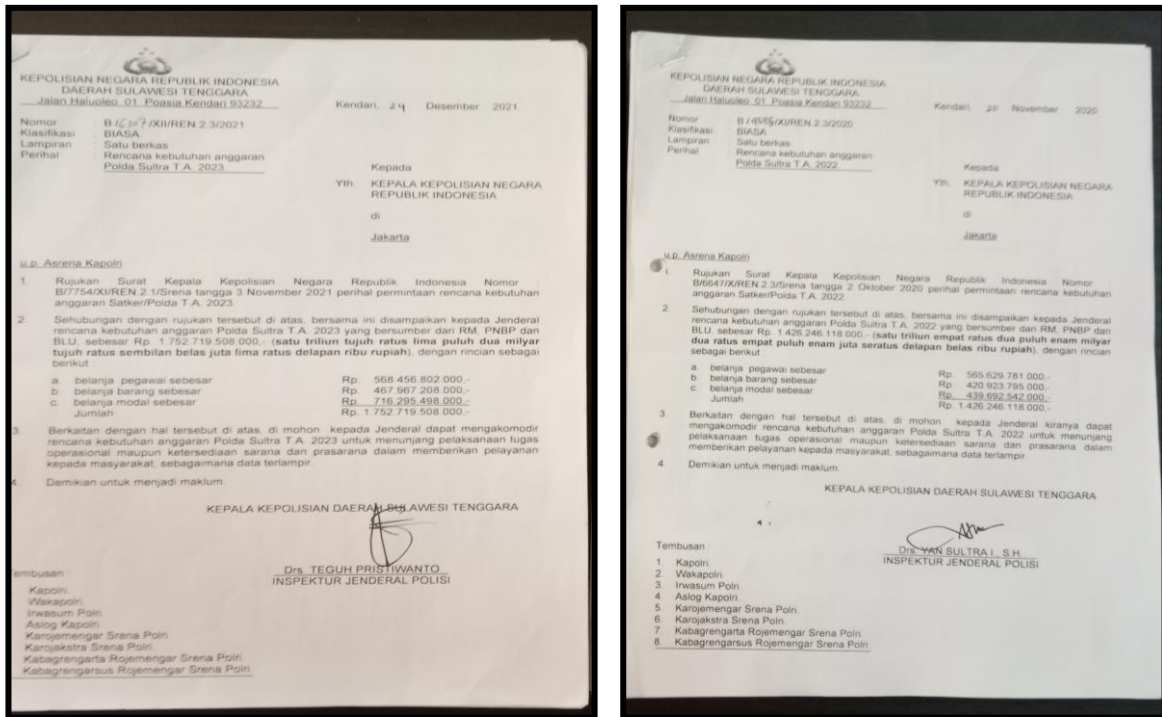 KEPOLISIAN NEGARA REPUBLIK INDONESIA
DAERAH SULAWESI TENGGARA
Jalan Haluoleo 01 Poasia Kendari 93232
Kendari, 24 Desember 2021
Nomor : /XII/REN.2.3/2021
Klasifikasi : BIASA
Lampiran : Satu berkas
Perihal : Rencana kebutuhan anggaran
Polda Sultra T.A. 2023
Kepada
Yth. KEPALA KEPOLISIAN NEGARA
REPUBLIK INDONESIA
di
Jakarta
u.p. Asrena Kapolri
1. Rujukan Surat Kepala Kepolisian Negara Republik Indonesia Nomor :
B/7754/XI/REN.2.1/Srena tangga 3 November 2021 perihal permintaan rencana kebutuhan
anggaran Satker/Polda T.A. 2023.
2. Sehubungan dengan rujukan tersebut di atas, bersama ini disampaikan kepada Jenderal
rencana kebutuhan anggaran Polda Sultra T.A. 2023 yang bersumber dari RM, PNBP dan
BLU, sebesar Rp. 1.752.719.508.000,- (satu triliun tujuh ratus lima puluh dua milyar
tujuh ratus sembilan belas juta lima ratus delapan ribu rupiah), dengan rincian sebagai
berikut :
a. belanja pegawai sebesar Rp. 568.456.802.000,-
b. belanja barang sebesar Rp. 467.967.208.000,-
c. belanja modal sebesar Rp. 716.295.498.000,-
Jumlah Rp. 1.752.719.508.000,-
3. Berkaitan dengan hal tersebut di atas, di mohon kepada Jenderal dapat mengakomodir
rencana kebutuhan anggaran Polda Sultra T.A. 2023 untuk menunjang pelaksanaan tugas
operasional maupun ketersediaan sarana dan prasarana dalam memberikan pelayanan
kepada masyarakat, sebagaimana data terlampir.
4. Demikian untuk menjadi maklum.
KEPALA KEPOLISIAN DAERAH SULAWESI TENGGARA
Drs. TEGUH PRISTIWANTO
INSPEKTUR JENDERAL POLISI
Tembusan :
Kapolri.
Wakapolri.
Irwasum Polri.
Aslog Kapolri.
Karojemengar Srena Polri.
Karojakstra Srena Polri.
Kabagrengarta Rojemengar Srena Polri.
Kabagrengarsus Rojemengar Srena Polri.
KEPOLISIAN NEGARA REPUBLIK INDONESIA
DAERAH SULAWESI TENGGARA
Jalan Haluoleo 01 Poasia Kendari 93232
Kendari, 20 November 2020
Nomor : /REN.2.3/2020
Klasifikasi : BIASA
Lampiran : Satu berkas
Perihal : Rencana kebutuhan anggaran
Polda Sultra T.A. 2022
Kepada
Yth. KEPALA KEPOLISIAN NEGARA
REPUBLIK INDONESIA
di
Jakarta
u.p. Asrena Kapolri
1. Rujukan Surat Kepala Kepolisian Negara Republik Indonesia Nomor
B/6647/X/REN.2.3/Srena tangga 2 Oktober 2020 perihal permintaan rencana kebutuhan
anggaran Satker/Polda T.A. 2022.
2. Sehubungan dengan rujukan tersebut di atas, bersama ini disampaikan kepada Jenderal
rencana kebutuhan anggaran Polda Sultra T.A. 2022 yang bersumber dari RM, PNBP dan
BLU, sebesar Rp. 1.426.246.118.000,- (satu triliun empat ratus dua puluh enam milyar
dua ratus empat puluh enam juta seratus delapan belas ribu rupiah), dengan rincian
sebagai berikut :
a. belanja pegawai sebesar Rp. 565.629.781.000,-
b. belanja barang sebesar Rp. 420.923.795.000,-
c. belanja modal sebesar Rp. 439.692.542.000,-
Jumlah Rp. 1.426.246.118.000,-
3. Berkaitan dengan hal tersebut di atas, di mohon kepada Jenderal kiranya dapat
mengakomodir rencana kebutuhan anggaran Polda Sultra T.A. 2022 untuk menunjang
pelaksanaan tugas operasional maupun ketersediaan sarana dan prasarana dalam
memberikan pelayanan kepada masyarakat, sebagaimana data terlampir.
4. Demikian untuk menjadi maklum.
KEPALA KEPOLISIAN DAERAH SULAWESI TENGGARA
Drs. YAN SULTRA I., S.H.
INSPEKTUR JENDERAL POLISI
Tembusan :
1. Kapolri.
2. Wakapolri.
3. Irwasum Polri.
4. Aslog Kapolri.
5. Karojemengar Srena Polri.
6. Karojakstra Srena Polri.
7. Kabagrengarta Rojemengar Srena Polri.
8. Kabagrengarsus Rojemengar Srena Polri.